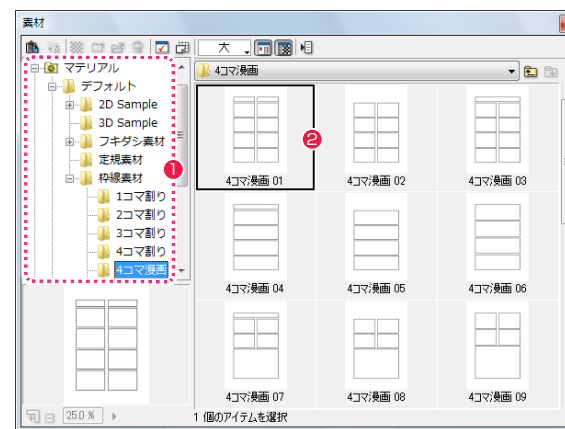 素材
大
マテリアル
デフォルト
2D Sample
3D Sample
フキダシ素材
定規素材
枠線素材
1コマ割り
2コマ割り
3コマ割り
4コマ割り
4コマ漫画
1
4コマ漫画
2
4コマ漫画 01
4コマ漫画 02
4コマ漫画 03
4コマ漫画 04
4コマ漫画 05
4コマ漫画 06
4コマ漫画 07
4コマ漫画 08
4コマ漫画 09
25.0 %
1 個のアイテムを選択